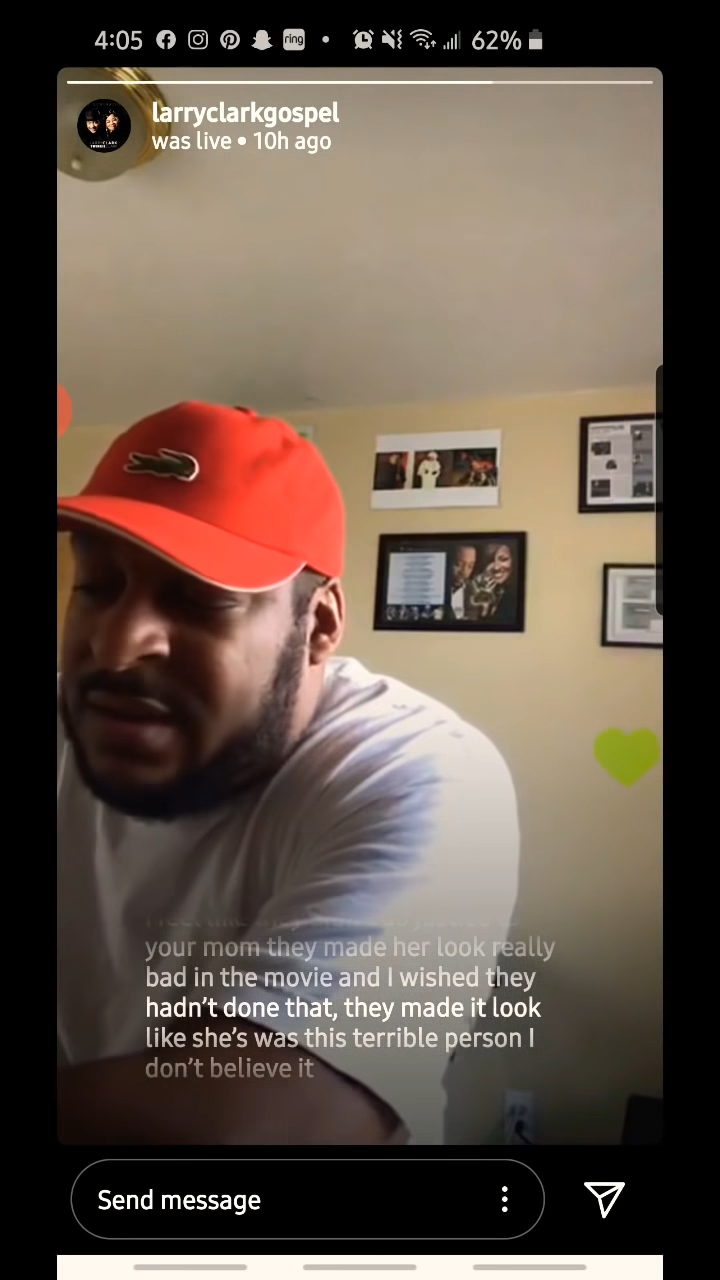 4:05 ring 62%
larryclarkgospel
was live • 10h ago
your mom they made her look really
bad in the movie and I wished they
hadn't done that, they made it look
like she's was this terrible person I
don't believe it
Send message